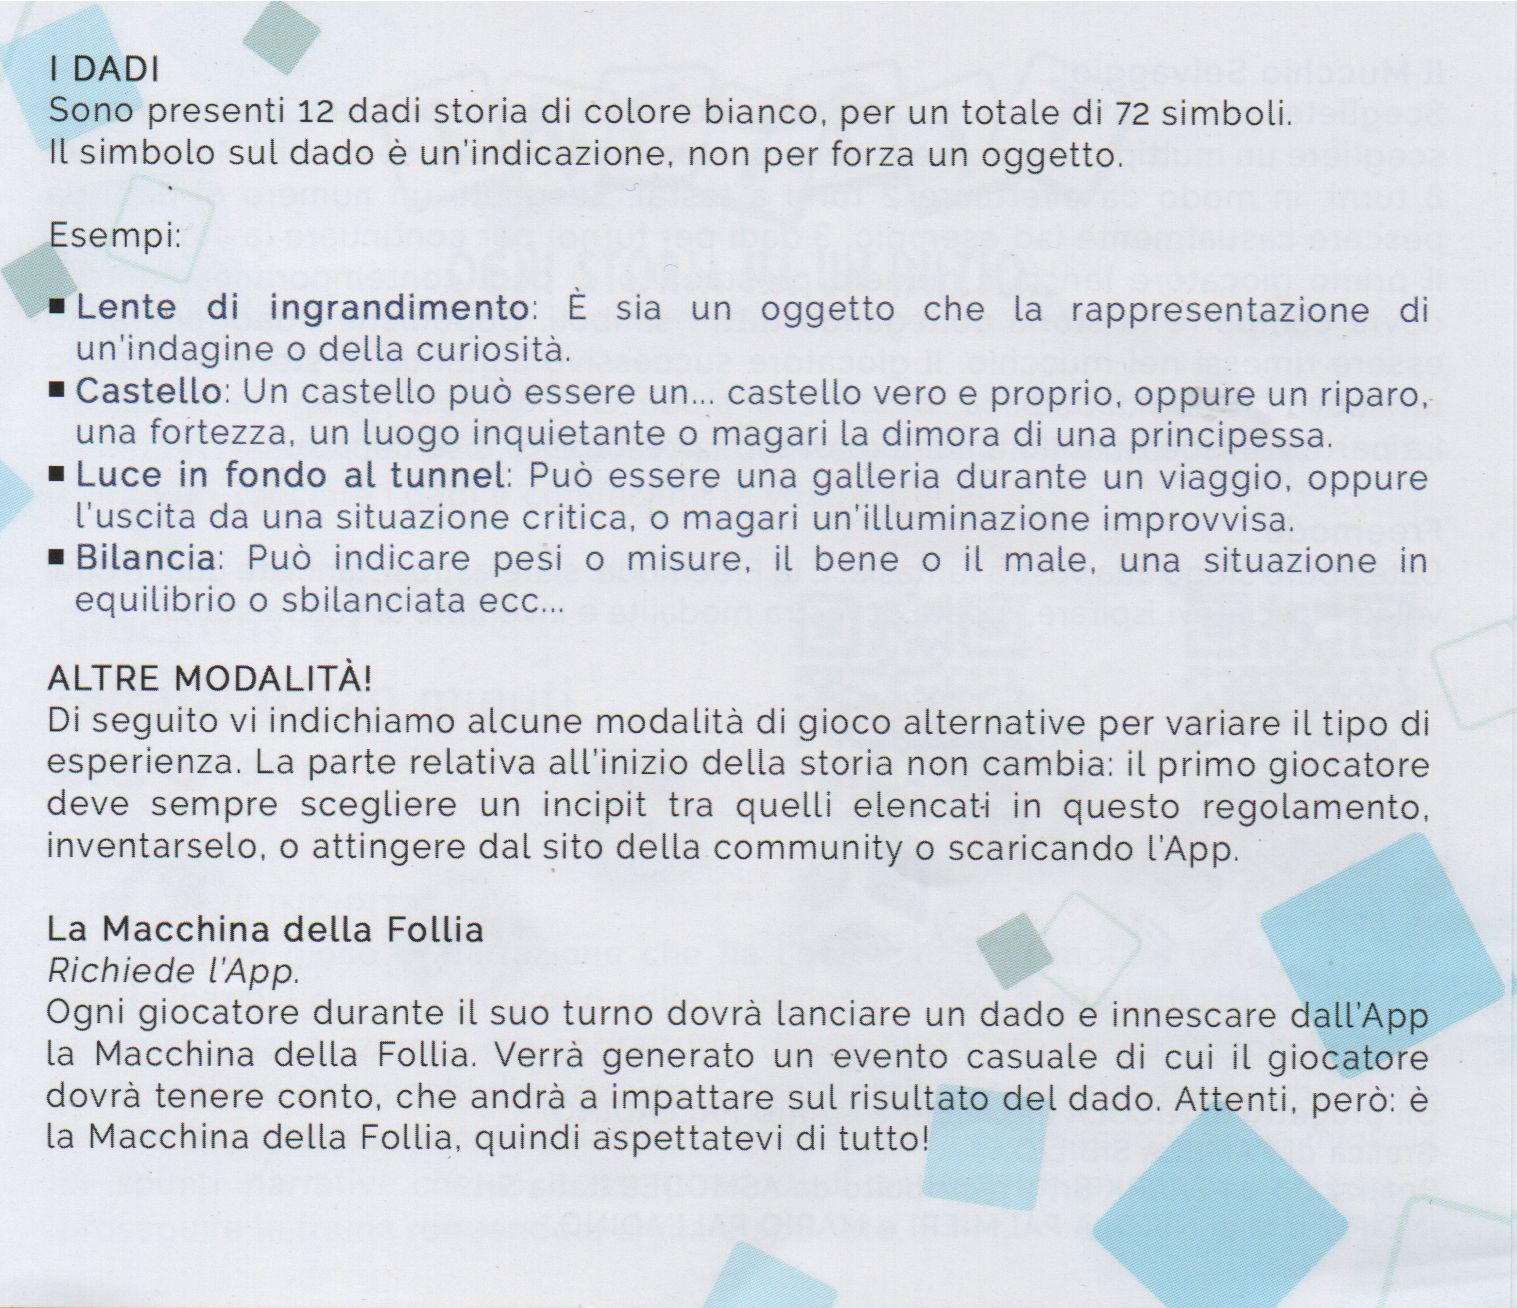 I DADI
Sono presenti 12 dadi storia di colore bianco, per un totale di 72 simboli.
Il simbolo sul dado è un'indicazione, non per forza un oggetto.
Esempi:
▪ Lente di ingrandimento: È sia un oggetto che la rappresentazione di
un'indagine o della curiosità.
▪ Castello: Un castello può essere un... castello vero e proprio, oppure un riparo,
una fortezza, un luogo inquietante o magari la dimora di una principessa.
▪ Luce in fondo al tunnel: Può essere una galleria durante un viaggio, oppure
l'uscita da una situazione critica, o magari un'illuminazione improvvisa.
▪ Bilancia: Può indicare pesi o misure, il bene o il male, una situazione in
equilibrio o sbilanciata ecc...
ALTRE MODALITÀ!
Di seguito vi indichiamo alcune modalità di gioco alternative per variare il tipo di
esperienza. La parte relativa all'inizio della storia non cambia: il primo giocatore
deve sempre scegliere un incipit tra quelli elencati in questo regolamento,
inventarselo, o attingere dal sito della community o scaricando l'App.
La Macchina della Follia
Richiede l'App.
Ogni giocatore durante il suo turno dovrà lanciare un dado e innescare dall'App
la Macchina della Follia. Verrà generato un evento casuale di cui il giocatore
dovrà tenere conto, che andrà a impattare sul risultato del dado. Attenti, però: è
la Macchina della Follia, quindi aspettatevi di tutto!